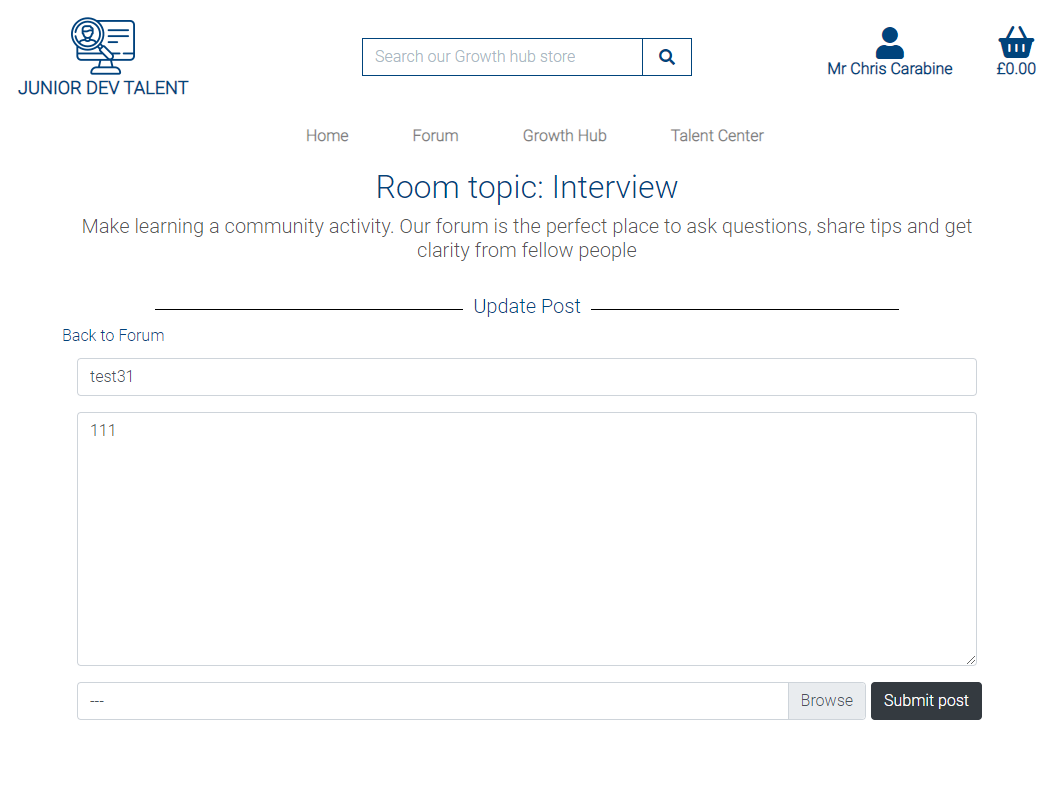 JUNIOR DEV TALENT
Search our Growth hub store
Mr Chris Carabine
£0.00
Home Forum Growth Hub Talent Center
Room topic: Interview
Make learning a community activity. Our forum is the perfect place to ask questions, share tips and get
clarity from fellow people
Update Post
Back to Forum
test31
111
---
Browse
Submit post